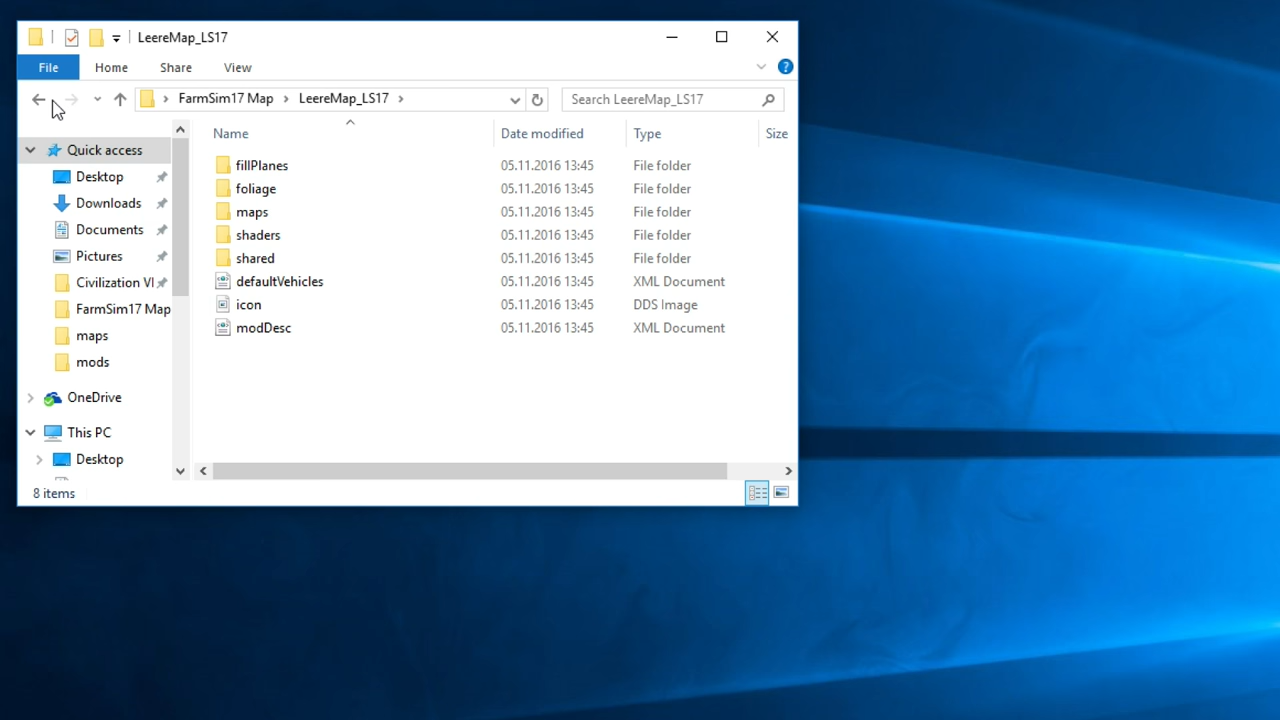 LeereMap_LS17
File Home Share View
FarmSim17 Map LeereMap_LS17 Search LeereMap_LS17
Name Date modified Type Size
Quick access
Desktop
Downloads
Documents
Pictures
Civilization VI
FarmSim17 Map
maps
mods
OneDrive
This PC
Desktop
fillPlanes 05.11.2016 13:45 File folder
foliage 05.11.2016 13:45 File folder
maps 05.11.2016 13:45 File folder
shaders 05.11.2016 13:45 File folder
shared 05.11.2016 13:45 File folder
defaultVehicles 05.11.2016 13:45 XML Document
icon 05.11.2016 13:45 DDS Image
modDesc 05.11.2016 13:45 XML Document
8 items